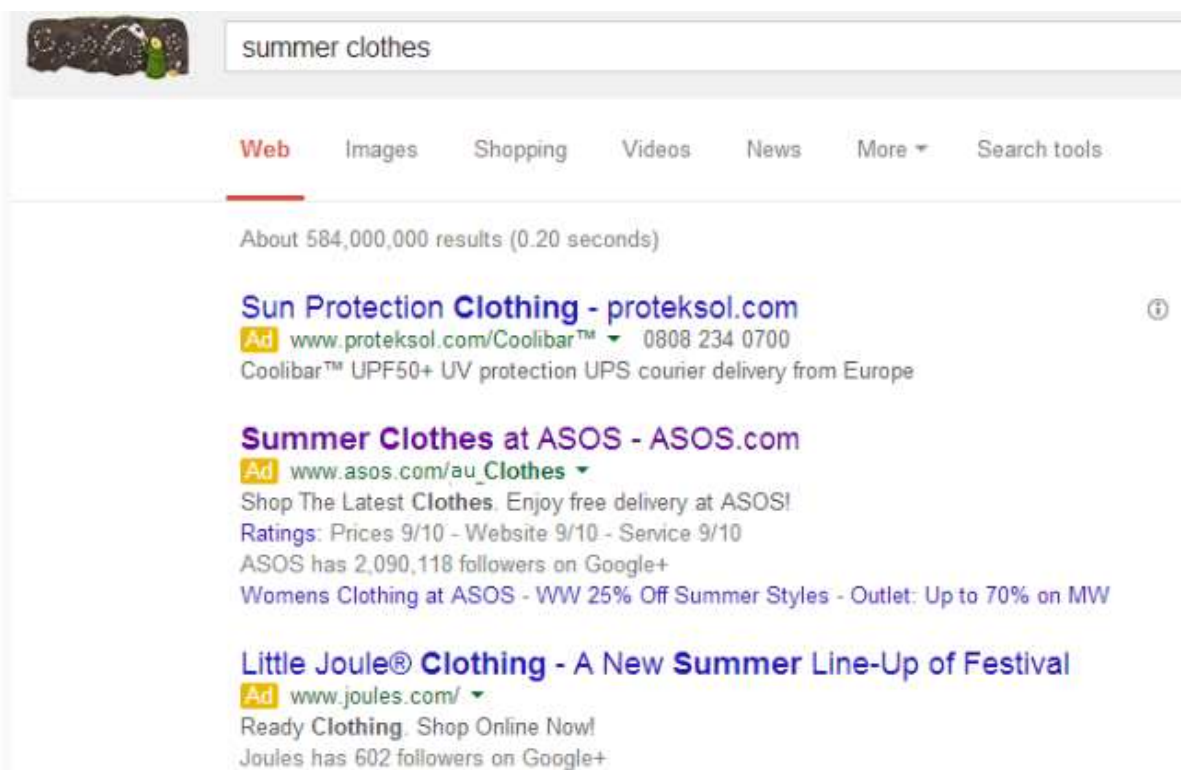 summer clothes
Web Images Shopping Videos News More Search tools
About 584,000,000 results (0.20 seconds)
Sun Protection Clothing - proteksol.com
Ad www.proteksol.com/Coolibar™ 0808 234 0700
Coolibar™ UPF50+ UV protection UPS courier delivery from Europe
Summer Clothes at ASOS - ASOS.com
Ad www.asos.com/au_Clothes
Shop The Latest Clothes. Enjoy free delivery at ASOS!
Ratings: Prices 9/10 - Website 9/10 - Service 9/10
ASOS has 2,090,118 followers on Google+
Womens Clothing at ASOS - WW 25% Off Summer Styles - Outlet: Up to 70% on MW
Little Joule® Clothing - A New Summer Line-Up of Festival
Ad www.joules.com/
Ready Clothing. Shop Online Now!
Joules has 602 followers on Google+